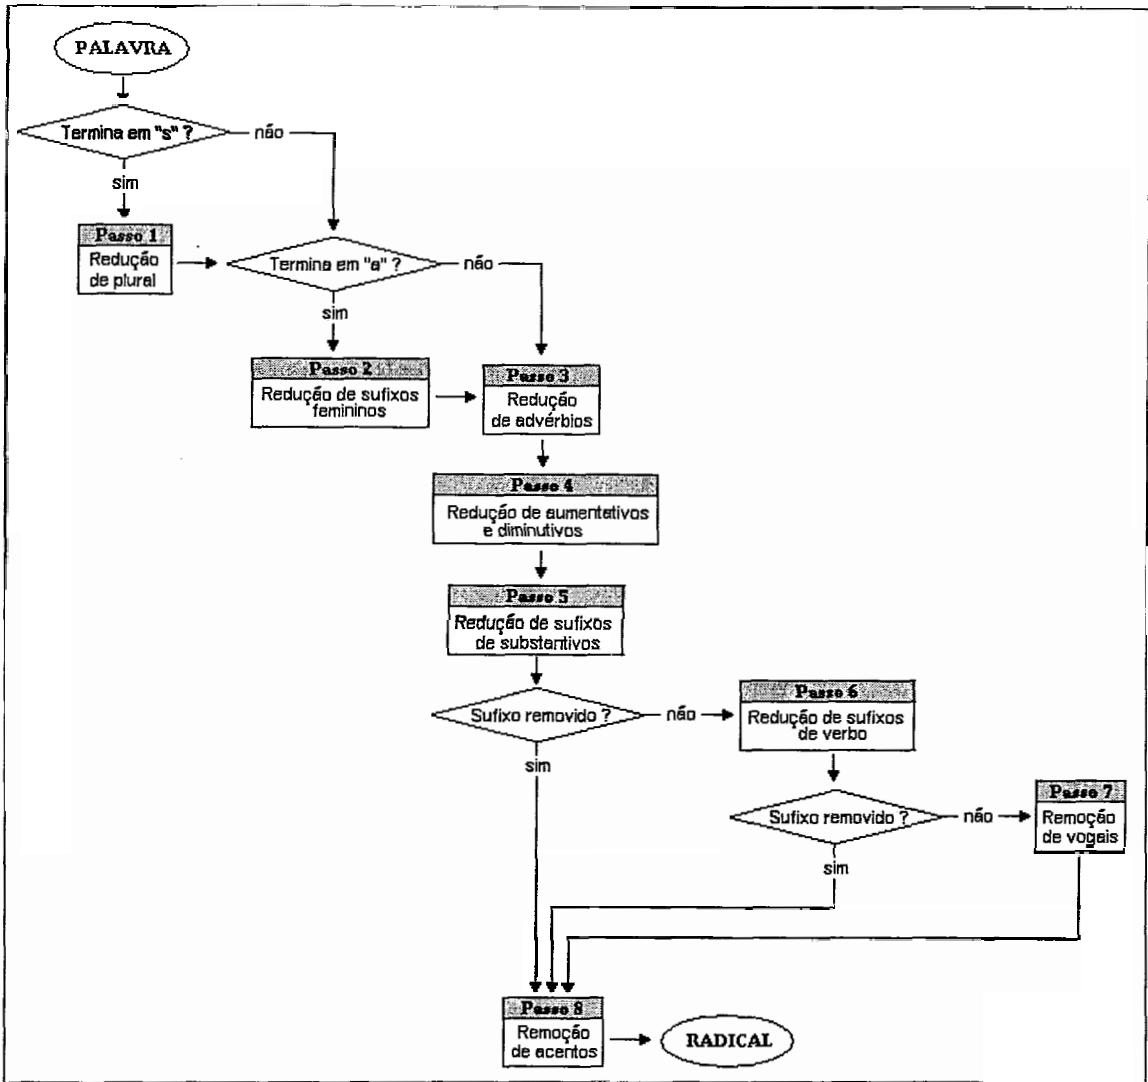 PALAVRA
Termina em "s" ?
não
sim
Passo 1
Redução
de plural
Termina em "a" ?
não
sim
Passo 2
Redução de sufixos
femininos
Passo 3
Redução
de advérbios
Passo 4
Redução de aumentativos
e diminutivos
Passo 5
Redução de sufixos
de substantivos
Sufixo removido ?
não
sim
Passo 6
Redução de sufixos
de verbo
Sufixo removido ?
não
sim
Passo 7
Remoção
de vogais
Passo 8
Remoção
de acentos
RADICAL